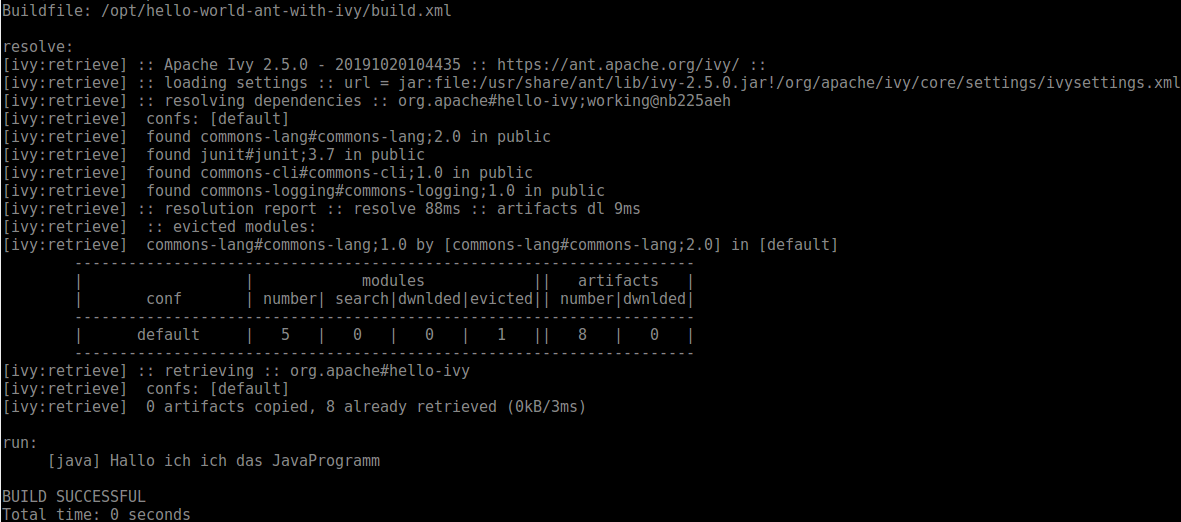 Buildfile: /opt/hello-world-ant-with-ivy/build.xml

resolve:
[ivy:retrieve] :: Apache Ivy 2.5.0 - 20191020104435 :: https://ant.apache.org/ivy/ ::
[ivy:retrieve] :: loading settings :: url = jar:file:/usr/share/ant/lib/ivy-2.5.0.jar!/org/apache/ivy/core/settings/ivysettings.xml
[ivy:retrieve] :: resolving dependencies :: org.apache#hello-ivy;working@nb225aeh
[ivy:retrieve]  confs: [default]
[ivy:retrieve]  found commons-lang#commons-lang;2.0 in public
[ivy:retrieve]  found junit#junit;3.7 in public
[ivy:retrieve]  found commons-cli#commons-cli;1.0 in public
[ivy:retrieve]  found commons-logging#commons-logging;1.0 in public
[ivy:retrieve] :: resolution report :: resolve 88ms :: artifacts dl 9ms
[ivy:retrieve]  :: evicted modules:
[ivy:retrieve]  commons-lang#commons-lang;1.0 by [commons-lang#commons-lang;2.0] in [default]
        ---------------------------------------------------------------------
        |                  |            modules            ||   artifacts   |
        |       conf       | number| search|dwnlded|evicted|| number|dwnlded|
        ---------------------------------------------------------------------
        |      default     |   5   |   0   |   0   |   1   ||   8   |   0   |
        ---------------------------------------------------------------------
[ivy:retrieve] :: retrieving :: org.apache#hello-ivy
[ivy:retrieve]  confs: [default]
[ivy:retrieve]  0 artifacts copied, 8 already retrieved (0kB/3ms)

run:
     [java] Hallo ich ich das JavaProgramm

BUILD SUCCESSFUL
Total time: 0 seconds